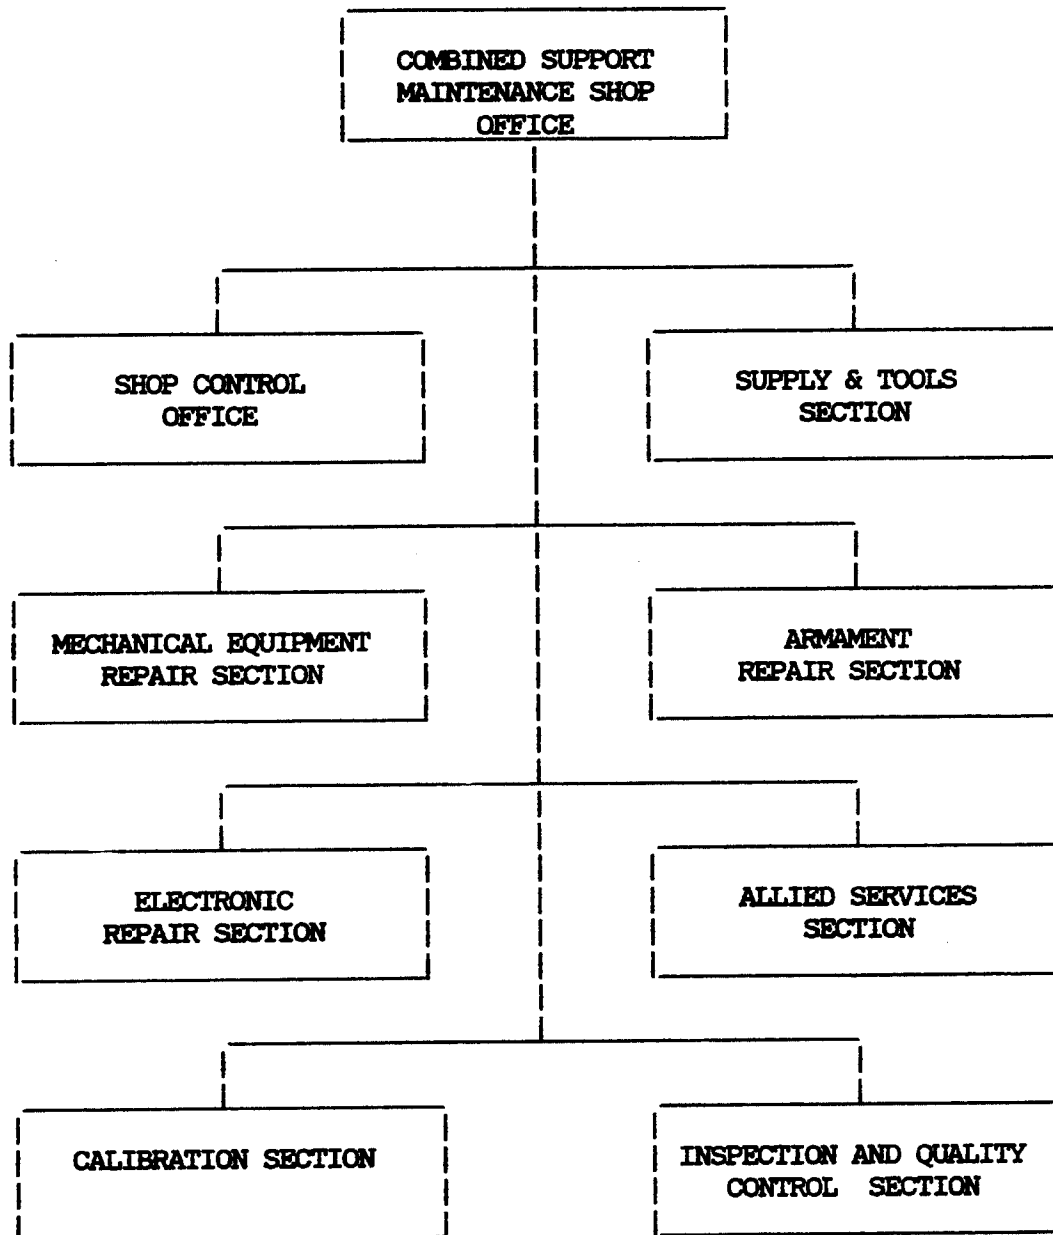 COMBINED SUPPORT
MAINTENANCE SHOP
OFFICE
SHOP CONTROL
OFFICE
SUPPLY & TOOLS
SECTION
MECHANICAL EQUIPMENT
REPAIR SECTION
ARMAMENT
REPAIR SECTION
ELECTRONIC
REPAIR SECTION
ALLIED SERVICES
SECTION
CALIBRATION SECTION
INSPECTION AND QUALITY
CONTROL SECTION